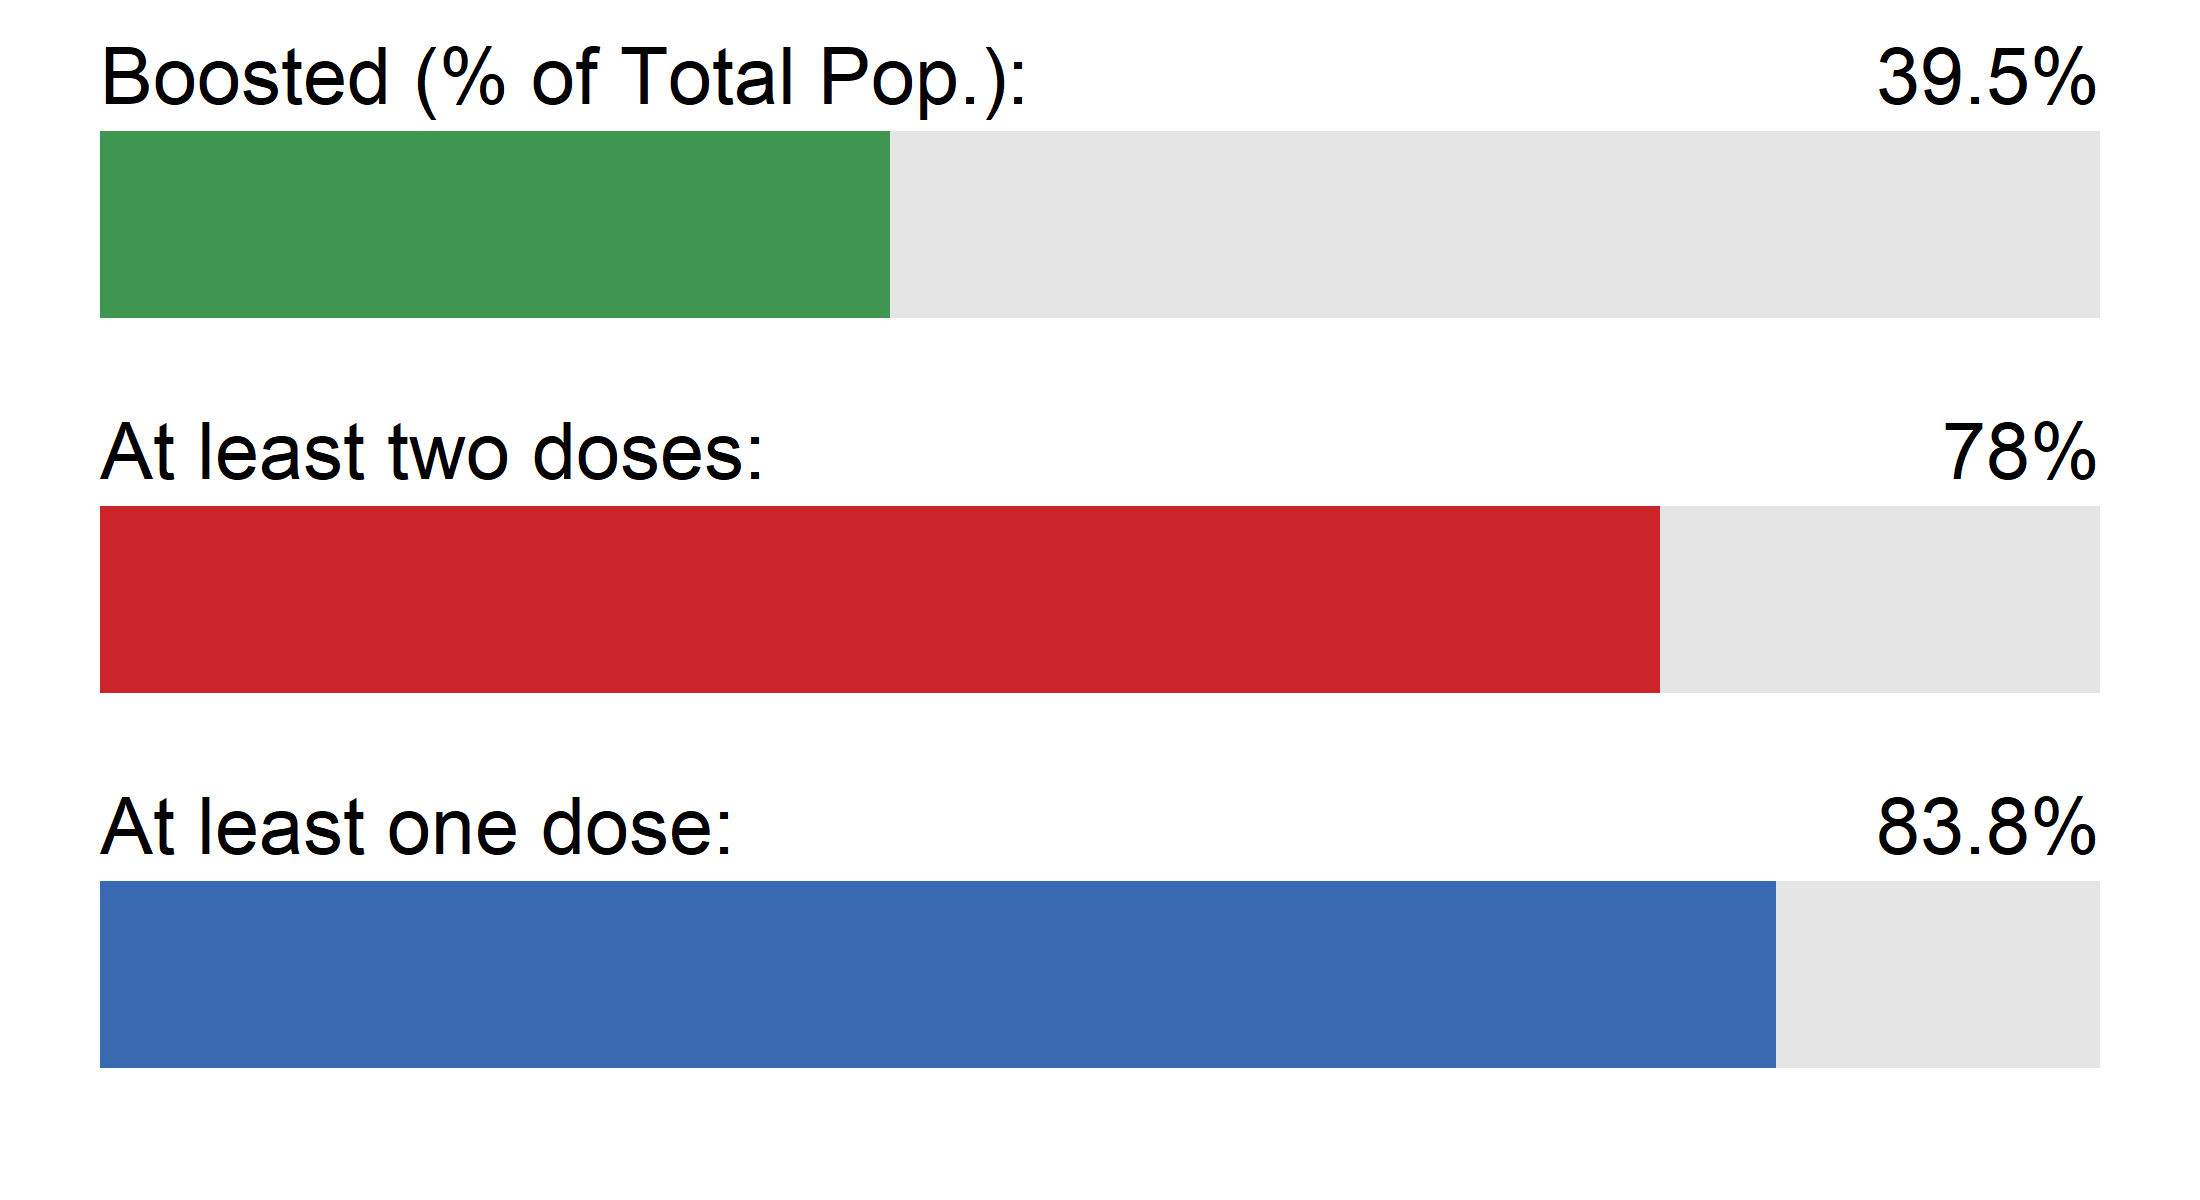 Boosted (% of Total Pop.): 39.5%
At least two doses: 78%
At least one dose: 83.8%